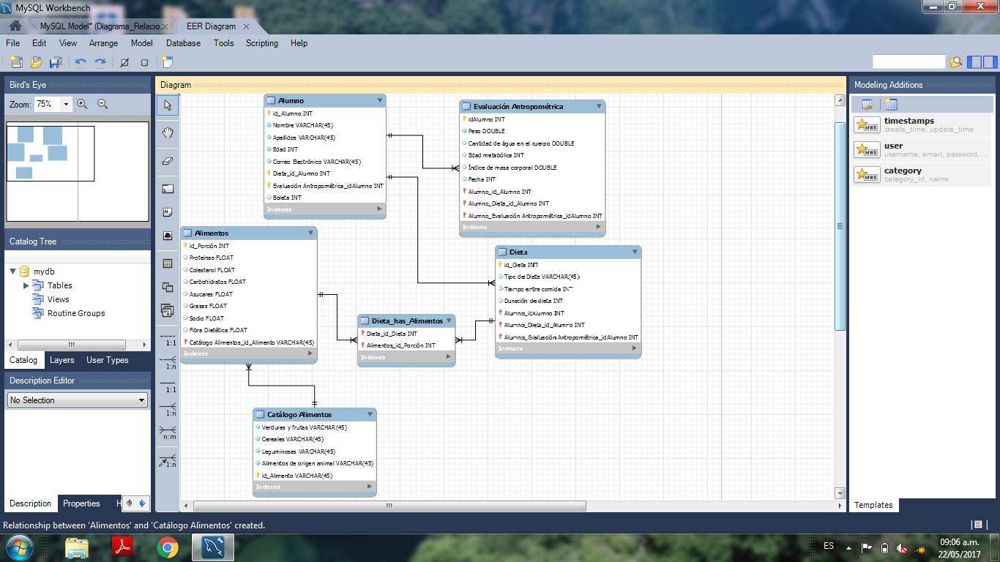 MySQL Workbench
MySQL Model* (Diagrama_Relacio...
EER Diagram
File Edit View Arrange Model Database Tools Scripting Help
Bird's Eye
Zoom: 75%
Diagram
Alumno
id_Alumno INT
Nombre VARCHAR(45)
Apellidos VARCHAR(45)
Edad INT
Correo Electrónico VARCHAR(45)
Dieta_id_Alumno INT
Evaluación Antropométrica_idAlumno INT
Boleta INT
Indexes
Evaluación Antropométrica
idAlumno INT
Peso DOUBLE
Cantidad de água en el cuerpo DOUBLE
Edad metabólica INT
Índice de masa corporal DOUBLE
Fecha INT
Alumno_id_Alumno INT
Alumno_Dieta_id_Alumno INT
Alumno_Evaluación Antropométrica_idAlumno INT
Indexes
Alimentos
id_Porción INT
Proteinas FLOAT
Colesterol FLOAT
Carbohidratos FLOAT
Azucares FLOAT
Grasas FLOAT
Sodio FLOAT
Fibra Dietética FLOAT
Catálogo Alimentos_id_Alimento VARCHAR(45)
Indexes
Dieta
id_Dieta INT
Tipo de Dieta VARCHAR(45)
Tiempo entre comida INT
Duración de dieta INT
Alumno_idAlumno INT
Alumno_Dieta_id_Alumno INT
Alumno_Evaluación Antropométrica_idAlumno INT
Indexes
Dieta_has_Alimentos
Dieta_id_Dieta INT
Alimentos_id_Porción INT
Indexes
Catálogo Alimentos
Verduras y frutas VARCHAR(45)
Cereales VARCHAR(45)
Leguminosas VARCHAR(45)
Alimentos de origen animal VARCHAR(45)
id_Alimento VARCHAR(45)
Indexes
1:1
1:n
1:1
1:n
n:m
1:n
Catalog Tree
mydb
Tables
Views
Routine Groups
Catalog Layers User Types
Description Editor
No Selection
Description Properties H
Modeling Additions
MWB
timestamps
create_time, update_time
MWB
user
username, email, password, ...
MWB
category
category_id, name
Templates
Relationship between 'Alimentos' and 'Catálogo Alimentos' created.
ES
09:06 a.m.
22/05/2017